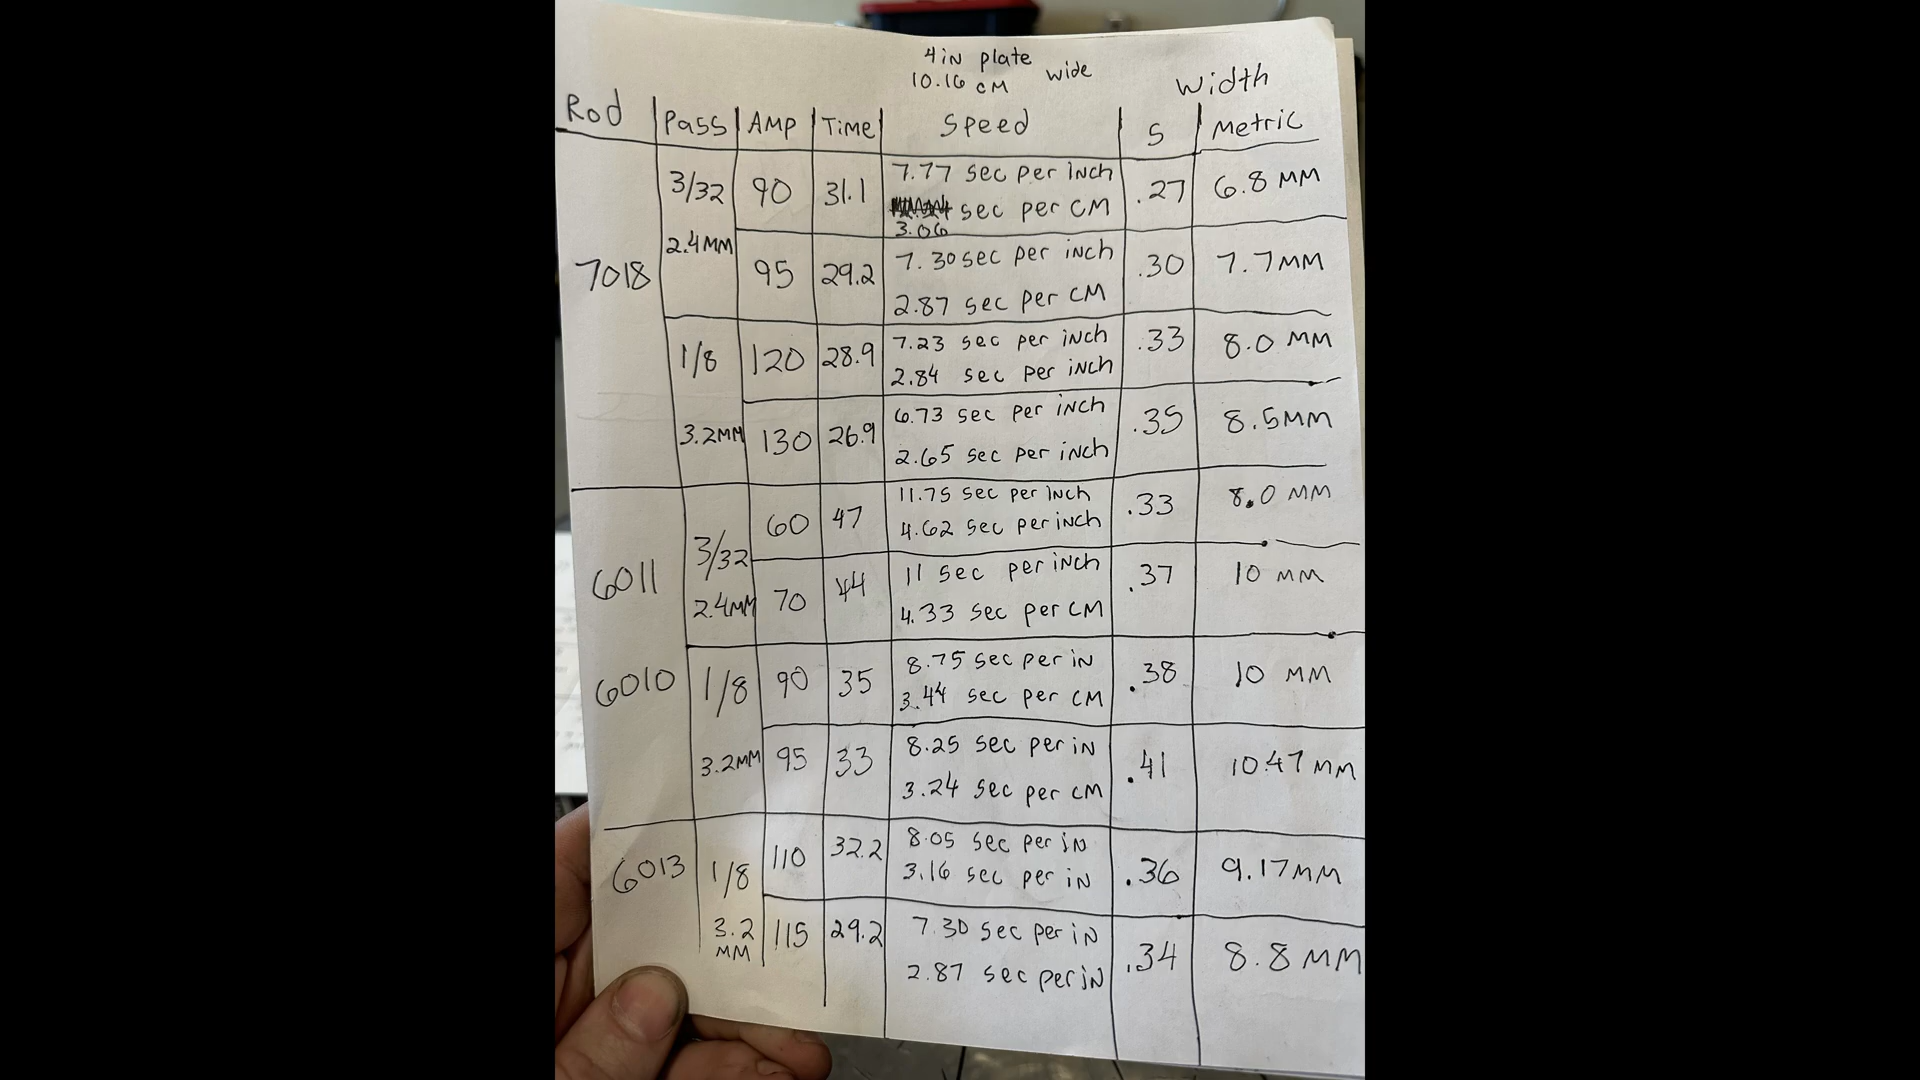 4in plate wide
10.16 cm
Width
Rod Pass AMP Time Speed S Metric
7018 3/32 90 31.1 7.77 sec per inch .27 6.8 MM
sec per CM
3.06
2.4MM 95 29.2 7.30 sec per inch .30 7.7MM
2.87 sec per CM
1/8 120 28.9 7.23 sec per inch .33 8.0 MM
2.84 sec per inch
3.2MM 130 26.9 6.73 sec per inch .35 8.5MM
2.65 sec per inch
6011 3/32 60 47 11.75 sec per inch .33 8.0 MM
4.62 sec per inch
2.4MM 70 44 11 sec per inch .37 10 MM
4.33 sec per CM
6010 1/8 90 35 8.75 sec per in .38 10 MM
3.44 sec per CM
3.2MM 95 33 8.25 sec per in .41 10.47 MM
3.24 sec per CM
6013 1/8 110 32.2 8.05 sec per in .36 9.17MM
3.16 sec per in
3.2 MM 115 29.2 7.30 sec per in .34 8.8 MM
2.87 sec per in